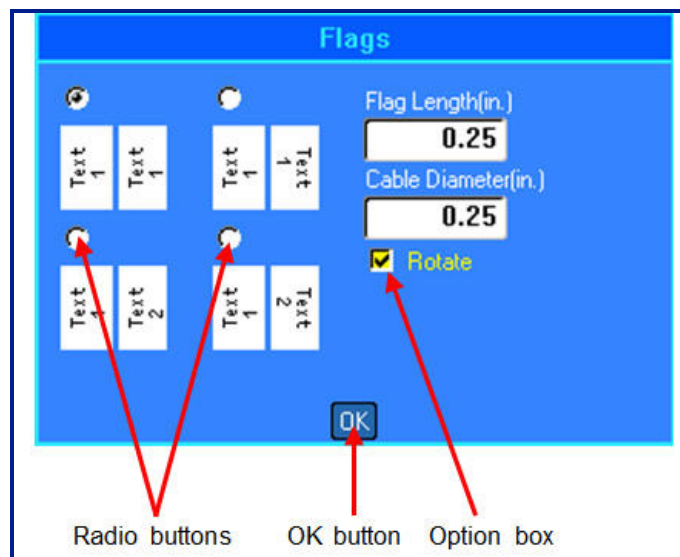 Flags
Flag Length(in.)
0.25
Cable Diameter(in.)
0.25
Rotate
Text
1
Text
1
Text
1
Text
1
Text
1
Text
2
Text
1
Text
2
OK
Radio buttons
OK button
Option box